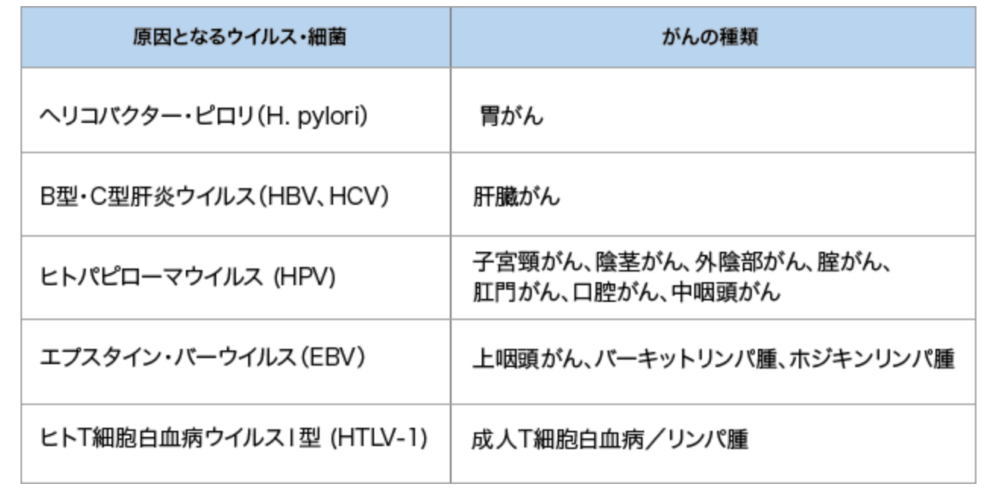 原因となるウイルス・細菌
がんの種類
ヘリコバクター・ピロリ(H. pylori)
胃がん
B型・C型肝炎ウイルス(HBV、HCV)
肝臓がん
ヒトパピローマウイルス (HPV)
子宮頸がん、陰茎がん、外陰部がん、腟がん、
肛門がん、口腔がん、中咽頭がん
エプスタイン・バーウイルス(EBV)
上咽頭がん、バーキットリンパ腫、ホジキンリンパ腫
ヒトT細胞白血病ウイルスⅠ型 (HTLV-1)
成人T細胞白血病／リンパ腫